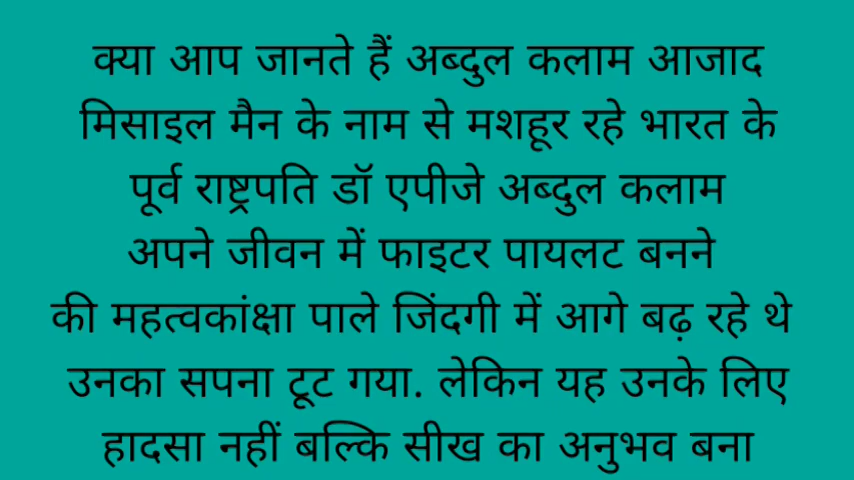 क्या आप जानते हैं अब्दुल कलाम आजाद
मिसाइल मैन के नाम से मशहूर रहे भारत के
पूर्व राष्ट्रपति डॉ एपीजे अब्दुल कलाम
अपने जीवन में फाइटर पायलट बनने
की महत्वकांक्षा पाले जिंदगी में आगे बढ़ रहे थे
उनका सपना टूट गया. लेकिन यह उनके लिए
हादसा नहीं बल्कि सीख का अनुभव बना